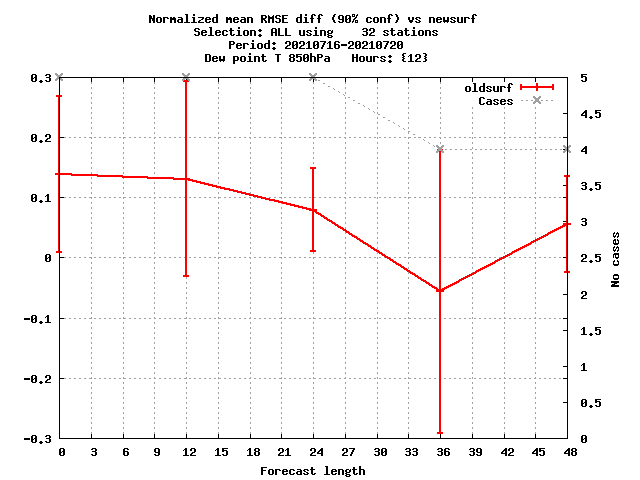 Normalized mean RMSE diff (90% conf) vs newsurf
Selection: ALL using    32 stations
Period: 20210716-20210720
Dew point T 850hPa   Hours: {12}
oldsurf
Cases
0.3
0.2
0.1
0
-0.1
-0.2
-0.3
5
4.5
4
3.5
3
2.5
2
1.5
1
0.5
0
No cases
0 3 6 9 12 15 18 21 24 27 30 33 36 39 42 45 48
Forecast length